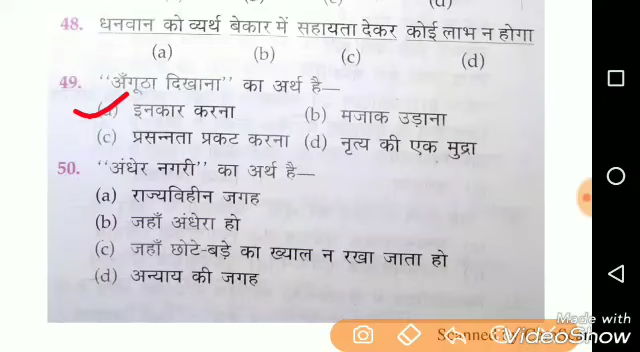 48. धनवान को व्यर्थ बेकार में सहायता देकर कोई लाभ न होगा
(a) (b) (c) (d)
49. ‘‘अँगूठा दिखाना’’ का अर्थ है—
इनकार करना (b) मजाक उड़ाना
(c) प्रसन्नता प्रकट करना (d) नृत्य की एक मुद्रा
50. ‘‘अंधेर नगरी’’ का अर्थ है—
(a) राज्यविहीन जगह
(b) जहाँ अंधेरा हो
(c) जहाँ छोटे-बड़े का ख्याल न रखा जाता हो
(d) अन्याय की जगह
Made with
Scanned
VideoShow